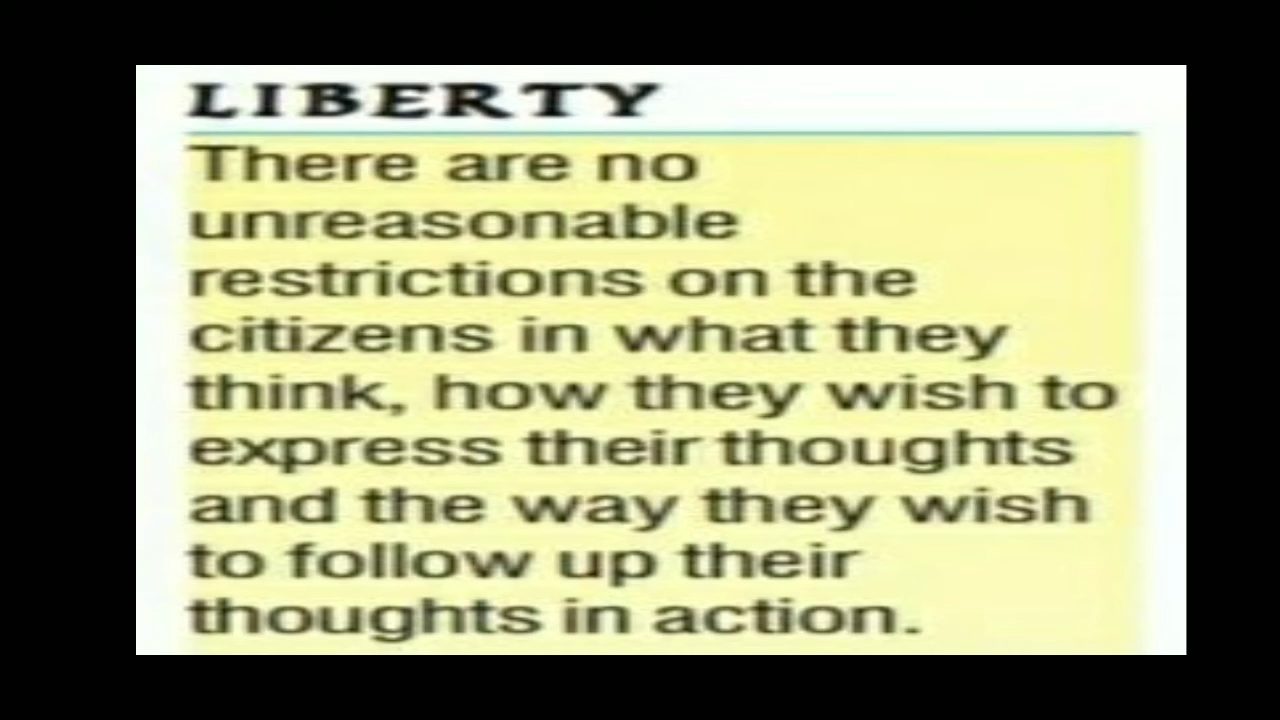 LIBERTY
There are no
unreasonable
restrictions on the
citizens in what they
think, how they wish to
express their thoughts
and the way they wish
to follow up their
thoughts in action.